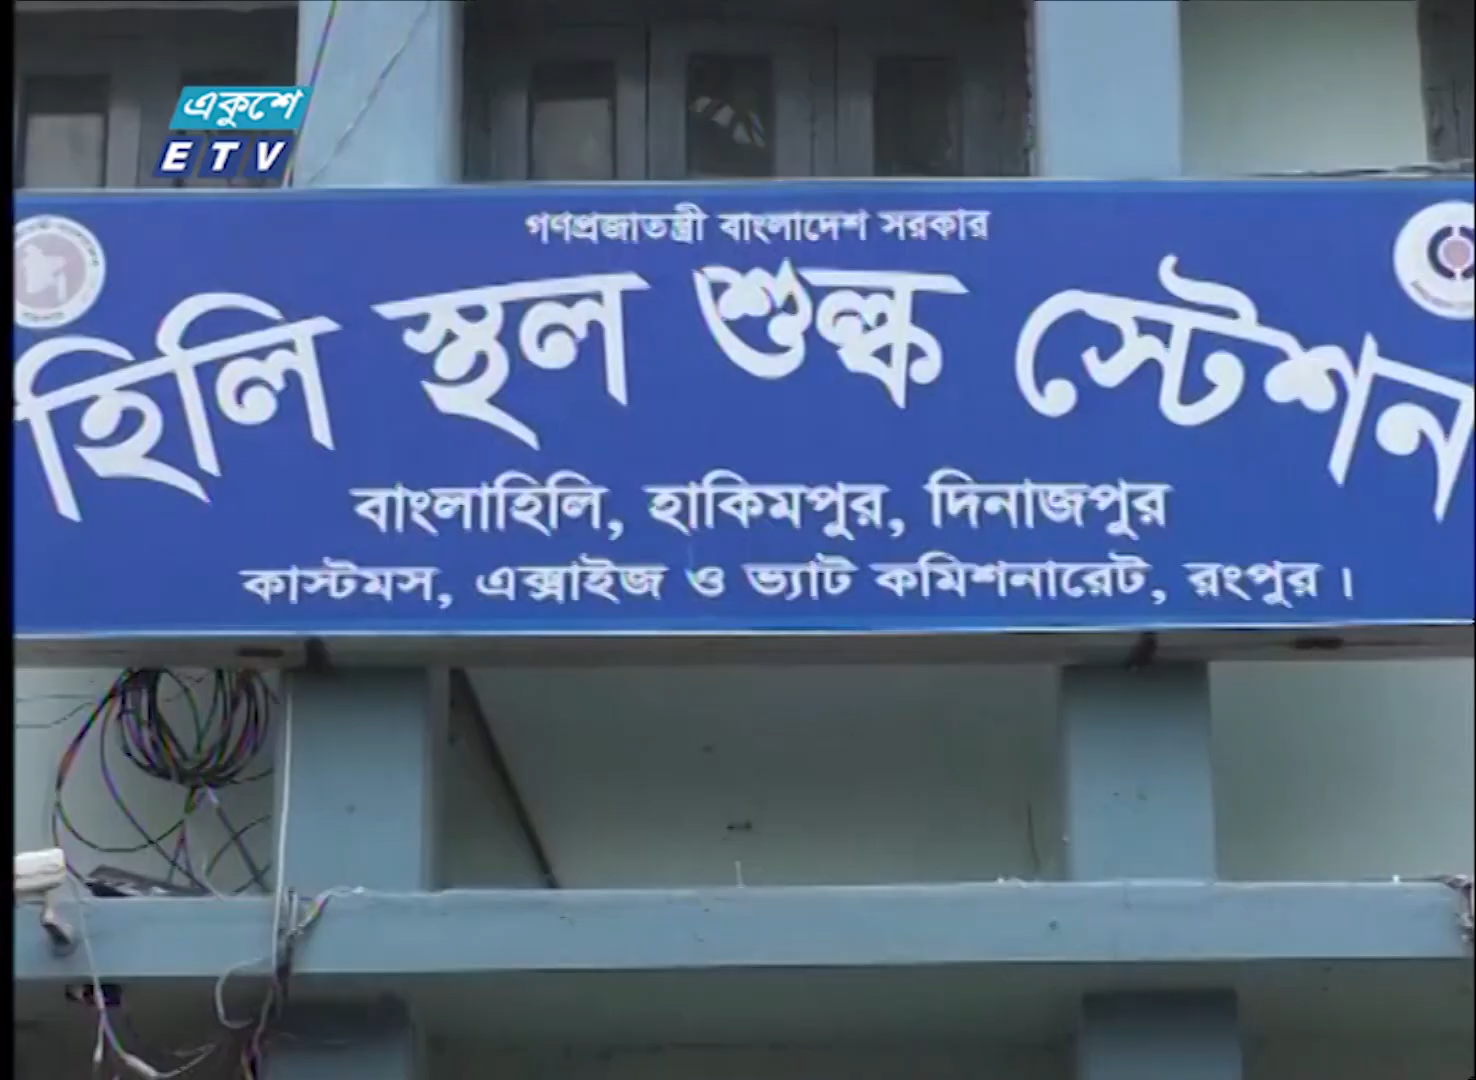 একুশে
ETV
গণপ্রজাতন্ত্রী বাংলাদেশ সরকার
হিলি স্থল শুল্ক স্টেশন
বাংলাহিলি, হাকিমপুর, দিনাজপুর
কাস্টমস, এক্সাইজ ও ভ্যাট কমিশনারেট, রংপুর।